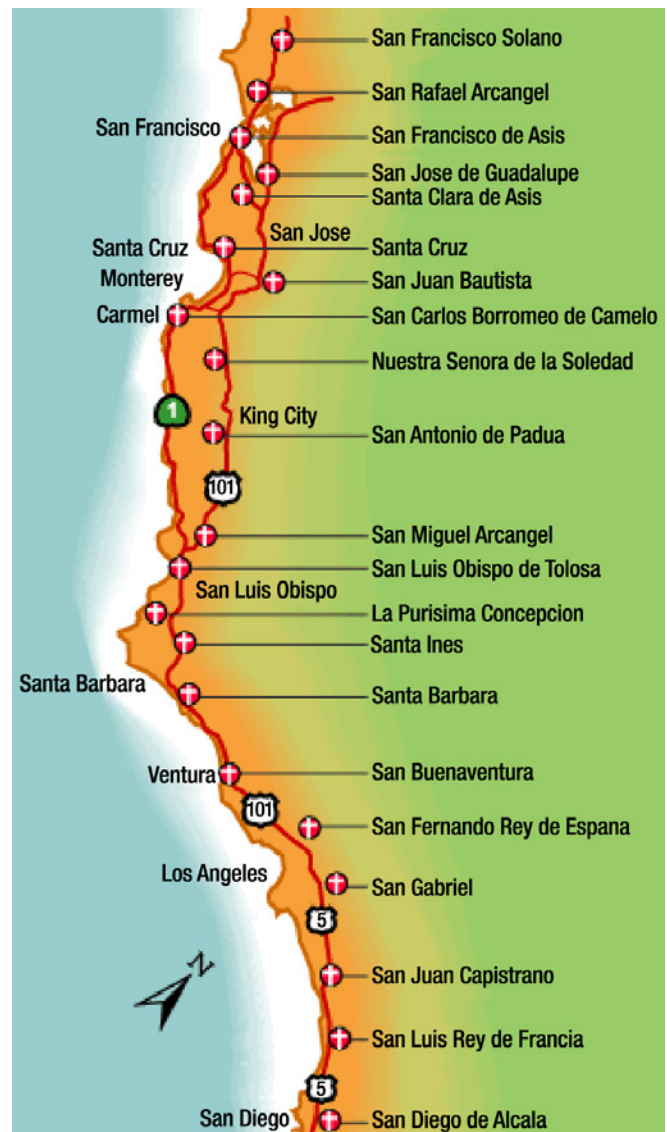 San Francisco Solano
San Rafael Arcangel
San Francisco
San Francisco de Asis
San Jose de Guadalupe
Santa Clara de Asis
San Jose
Santa Cruz
Santa Cruz
Monterey
San Juan Bautista
Carmel
San Carlos Borromeo de Camelo
Nuestra Senora de la Soledad
1
King City
San Antonio de Padua
101
San Miguel Arcangel
San Luis Obispo de Tolosa
San Luis Obispo
La Purisima Concepcion
Santa Ines
Santa Barbara
Santa Barbara
Ventura
San Buenaventura
101
San Fernando Rey de Espana
Los Angeles
San Gabriel
5
N
San Juan Capistrano
San Luis Rey de Francia
5
San Diego
San Diego de Alcala